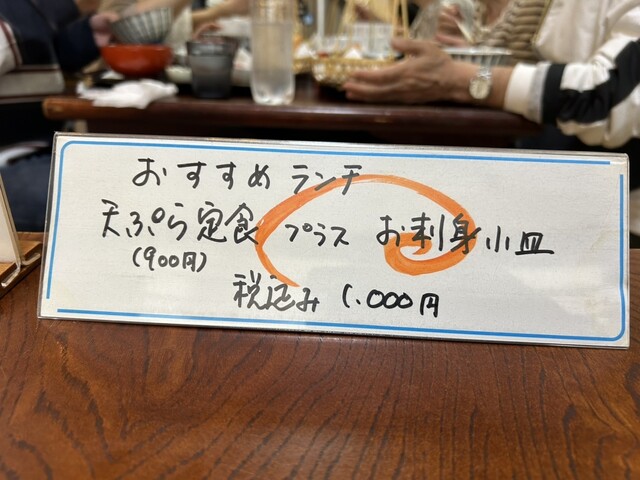 おすすめランチ
天ぷら定食 プラス お刺身小皿
(900円)
税込み 1.000円